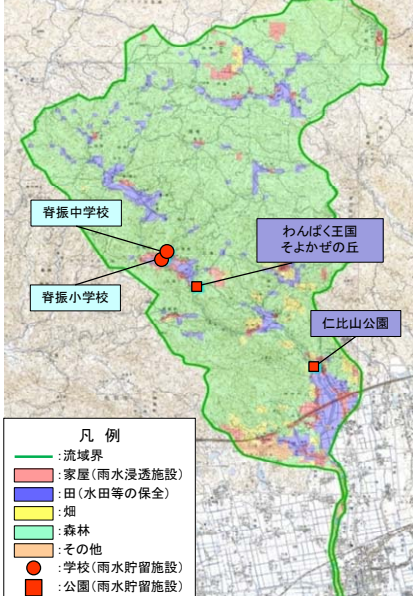 脊振中学校
わんぱく王国
そよかぜの丘
脊振小学校
仁比山公園
凡 例
:流域界
:家屋(雨水浸透施設)
:田(水田等の保全)
:畑
:森林
:その他
:学校(雨水貯留施設)
:公園(雨水貯留施設)